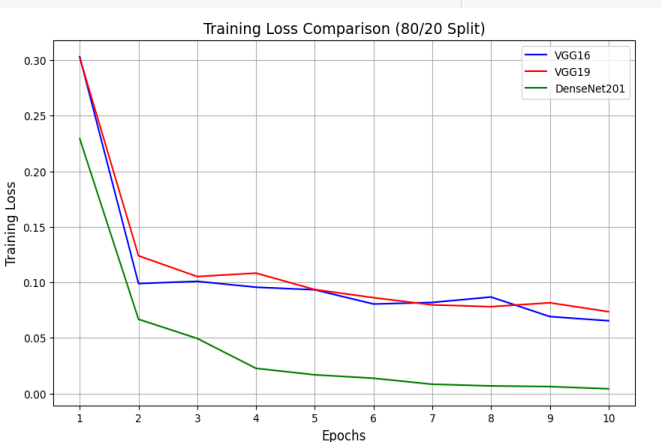 Training Loss Comparison (80/20 Split)
VGG16
VGG19
DenseNet201
Training Loss
0.30
0.25
0.20
0.15
0.10
0.05
0.00
1 2 3 4 5 6 7 8 9 10
Epochs